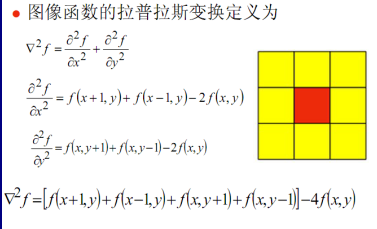 • 图像函数的拉普拉斯变换定义为
∇²f = ∂²f/∂x² + ∂²f/∂y²
∂²f/∂x² = f(x+1,y)+f(x−1,y)−2f(x,y)
∂²f/∂y² = f(x,y+1)+f(x,y−1)−2f(x,y)
∇²f=[f(x+1,y)+f(x−1,y)+f(x,y+1)+f(x,y−1)]−4f(x,y)